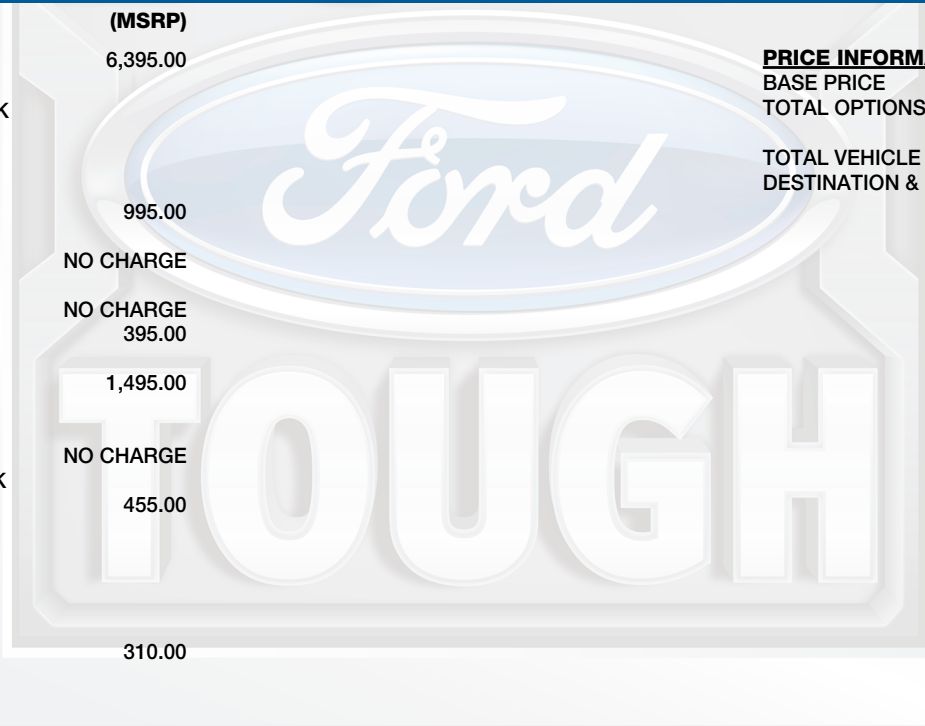 (MSRP)
6,395.00
K
995.00
NO CHARGE
NO CHARGE
395.00
1,495.00
NO CHARGE
K
455.00
310.00
PRICE INFORM
BASE PRICE
TOTAL OPTIONS
TOTAL VEHICLE
DESTINATION &
Ford
TOUGH